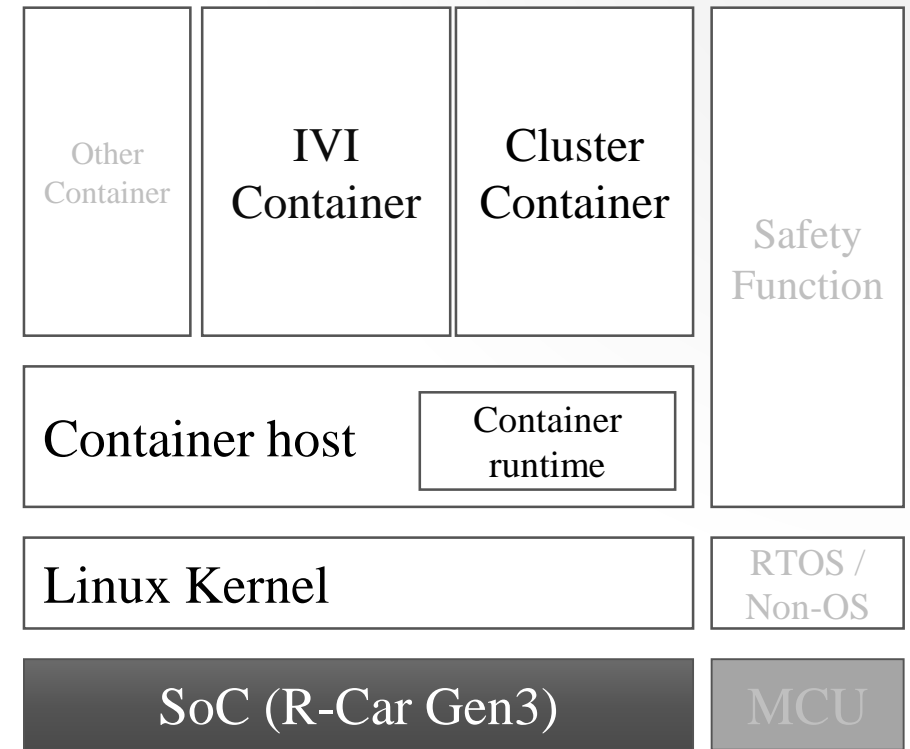 Other
Container
IVI
Container
Cluster
Container
Safety
Function
Container host
Container
runtime
Linux Kernel
RTOS /
Non-OS
SoC (R-Car Gen3)
MCU